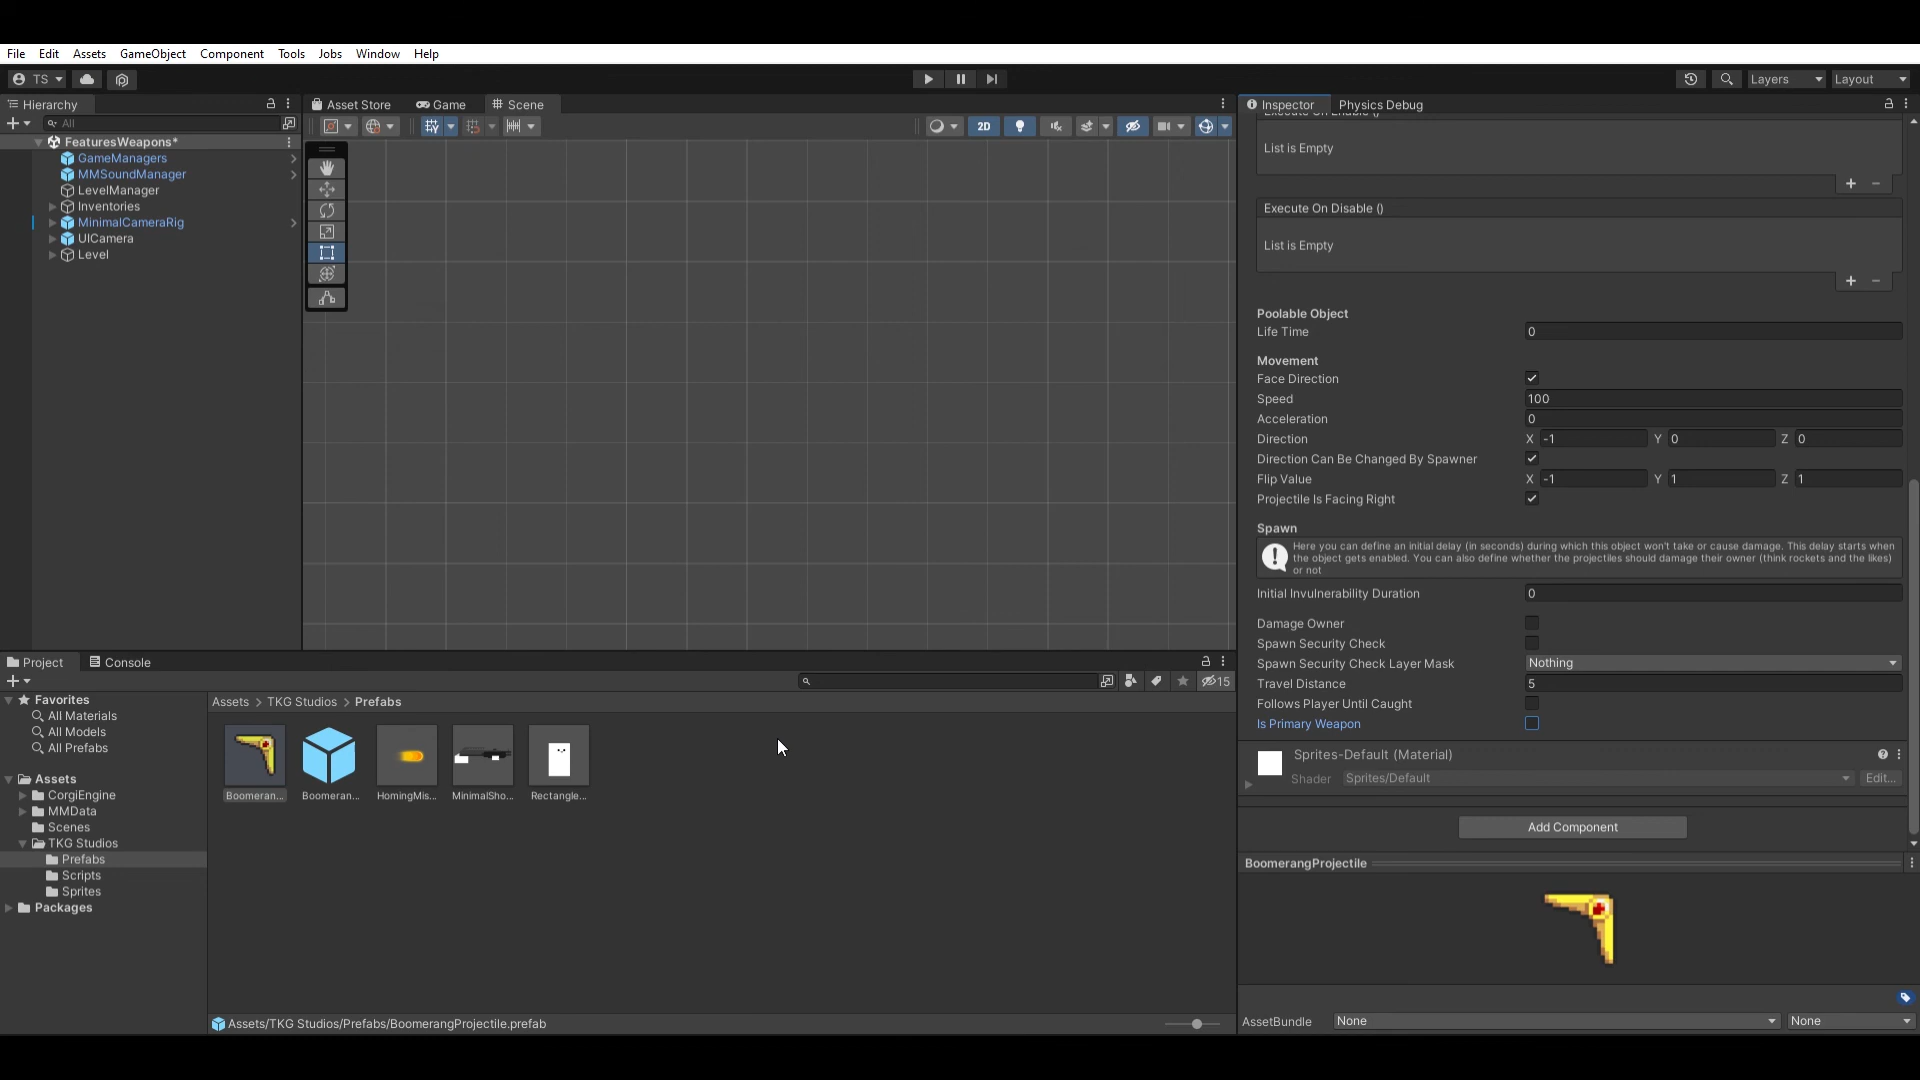 File Edit Assets GameObject Component Tools Jobs Window Help
TS Layers Layout
Hierarchy
All
FeaturesWeapons*
GameManagers
MMSoundManager
LevelManager
Inventories
MinimalCameraRig
UICamera
Level
Asset Store Game Scene
2D
Inspector Physics Debug
Execute On Enable ()
List is Empty
Execute On Disable ()
List is Empty
Poolable Object
Life Time 0
Movement
Face Direction
Speed 100
Acceleration 0
Direction X -1 Y 0 Z 0
Direction Can Be Changed By Spawner
Flip Value X -1 Y 1 Z 1
Projectile Is Facing Right
Spawn
Here you can define an initial delay (in seconds) during which this object won't take or cause damage. This delay starts when
the object gets enabled. You can also define whether the projectiles should damage their owner (think rockets and the likes)
or not
Initial Invulnerability Duration 0
Damage Owner
Spawn Security Check
Spawn Security Check Layer Mask Nothing
Travel Distance 5
Follows Player Until Caught
Is Primary Weapon
Sprites-Default (Material)
Shader Sprites/Default Edit...
Add Component
BoomerangProjectile
AssetBundle None None
Project Console
15
Favorites
All Materials
All Models
All Prefabs
Assets
CorgiEngine
MMData
Scenes
TKG Studios
Prefabs
Scripts
Sprites
Packages
Assets > TKG Studios > Prefabs
Boomeran... Boomeran... HomingMis... MinimalSho... Rectangle...
Assets/TKG Studios/Prefabs/BoomerangProjectile.prefab